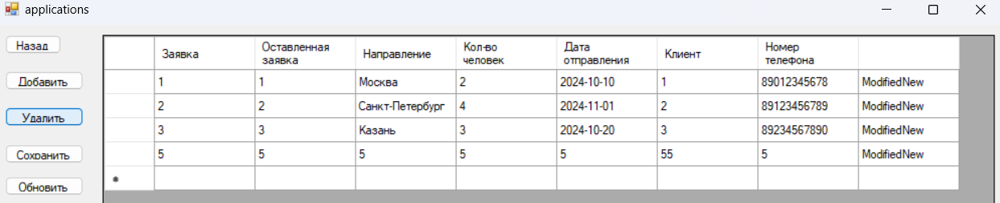 applications
Назад
Добавить
Удалить
Сохранить
Обновить
Заявка Оставленная заявка Направление Кол-во человек Дата отправления Клиент Номер телефона
1 1 Москва 2 2024-10-10 1 89012345678 ModifiedNew
2 2 Санкт-Петербург 4 2024-11-01 2 89123456789 ModifiedNew
3 3 Казань 3 2024-10-20 3 89234567890 ModifiedNew
5 5 5 5 5 55 5 ModifiedNew
*